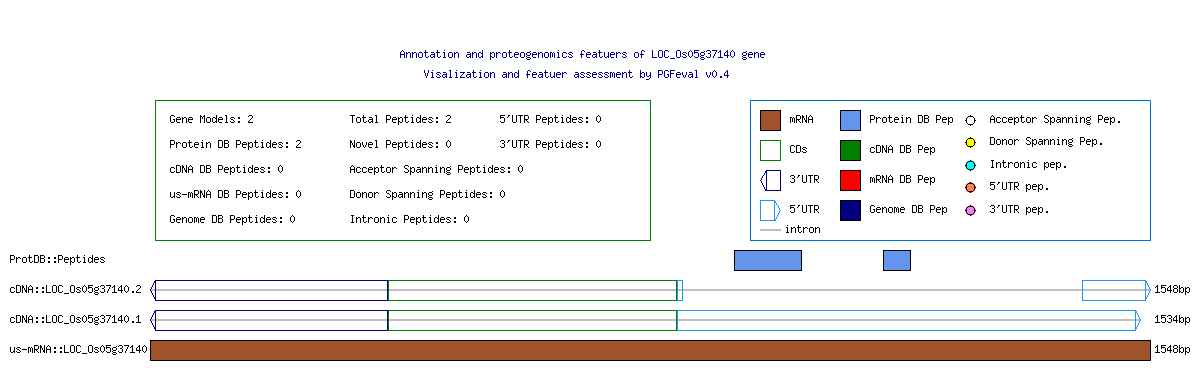 Annotation and proteogenomics featuers of LOC_Os05g37140 gene
Visalization and featuer assessment by PGFeval v0.4
Gene Models: 2 Total Peptides: 2 5'UTR Peptides: 0
Protein DB Peptides: 2 Novel Peptides: 0 3'UTR Peptides: 0
cDNA DB Peptides: 0 Acceptor Spanning Peptides: 0
us-mRNA DB Peptides: 0 Donor Spanning Peptides: 0
Genome DB Peptides: 0 Intronic Peptides: 0
mRNA Protein DB Pep Acceptor Spanning Pep.
CDs cDNA DB Pep Donor Spanning Pep.
3'UTR mRNA DB Pep Intronic pep.
5'UTR Genome DB Pep 5'UTR pep.
intron 3'UTR pep.
ProtDB::Peptides
cDNA::LOC_Os05g37140.2 1548bp
cDNA::LOC_Os05g37140.1 1534bp
us-mRNA::LOC_Os05g37140 1548bp